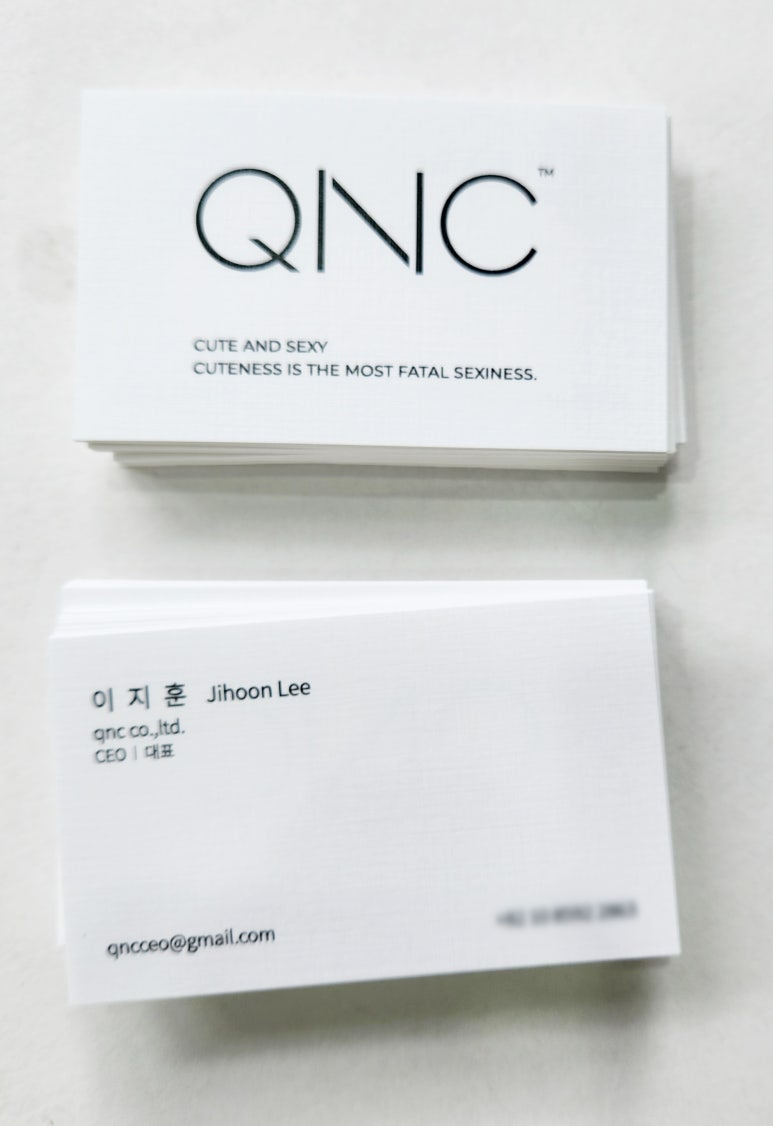 QNC™
CUTE AND SEXY
CUTENESS IS THE MOST FATAL SEXINESS.
이 지 훈 Jihoon Lee
qnc co.,ltd.
CEO | 대표
qncceo@gmail.com